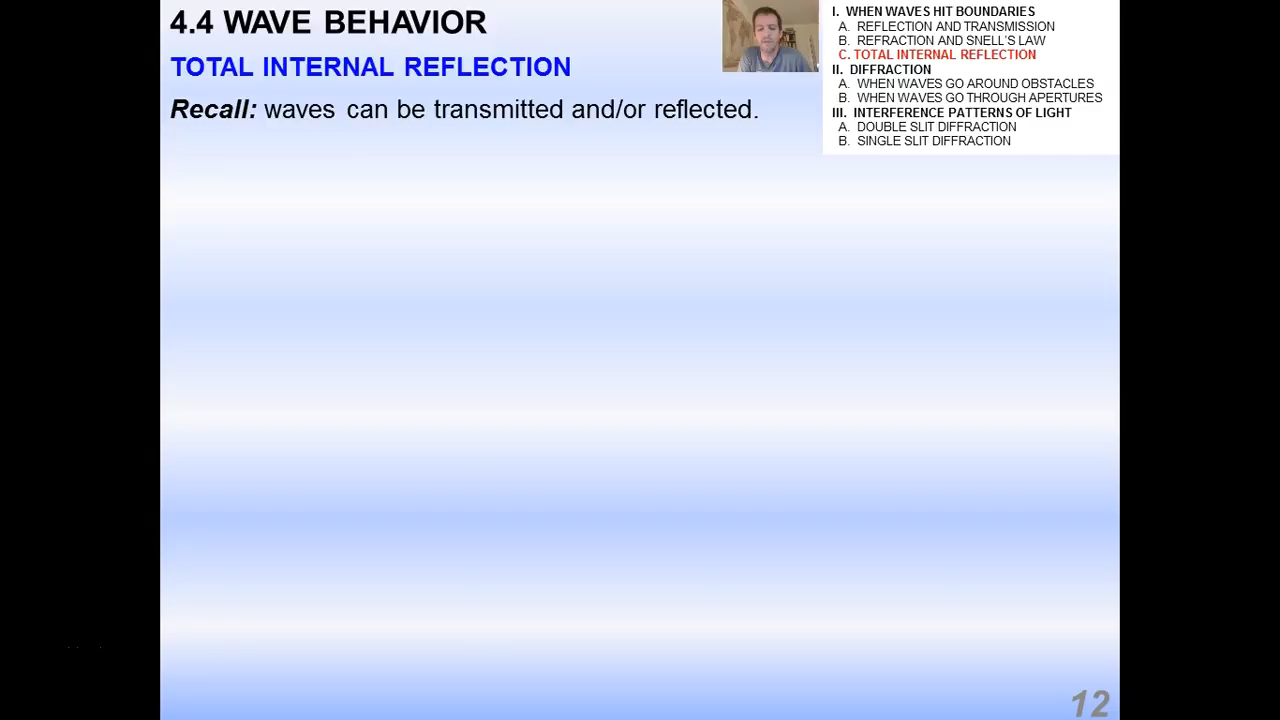 4.4 WAVE BEHAVIOR
TOTAL INTERNAL REFLECTION
Recall: waves can be transmitted and/or reflected.
I. WHEN WAVES HIT BOUNDARIES
A. REFLECTION AND TRANSMISSION
B. REFRACTION AND SNELL'S LAW
C. TOTAL INTERNAL REFLECTION
II. DIFFRACTION
A. WHEN WAVES GO AROUND OBSTACLES
B. WHEN WAVES GO THROUGH APERTURES
III. INTERFERENCE PATTERNS OF LIGHT
A. DOUBLE SLIT DIFFRACTION
B. SINGLE SLIT DIFFRACTION
12